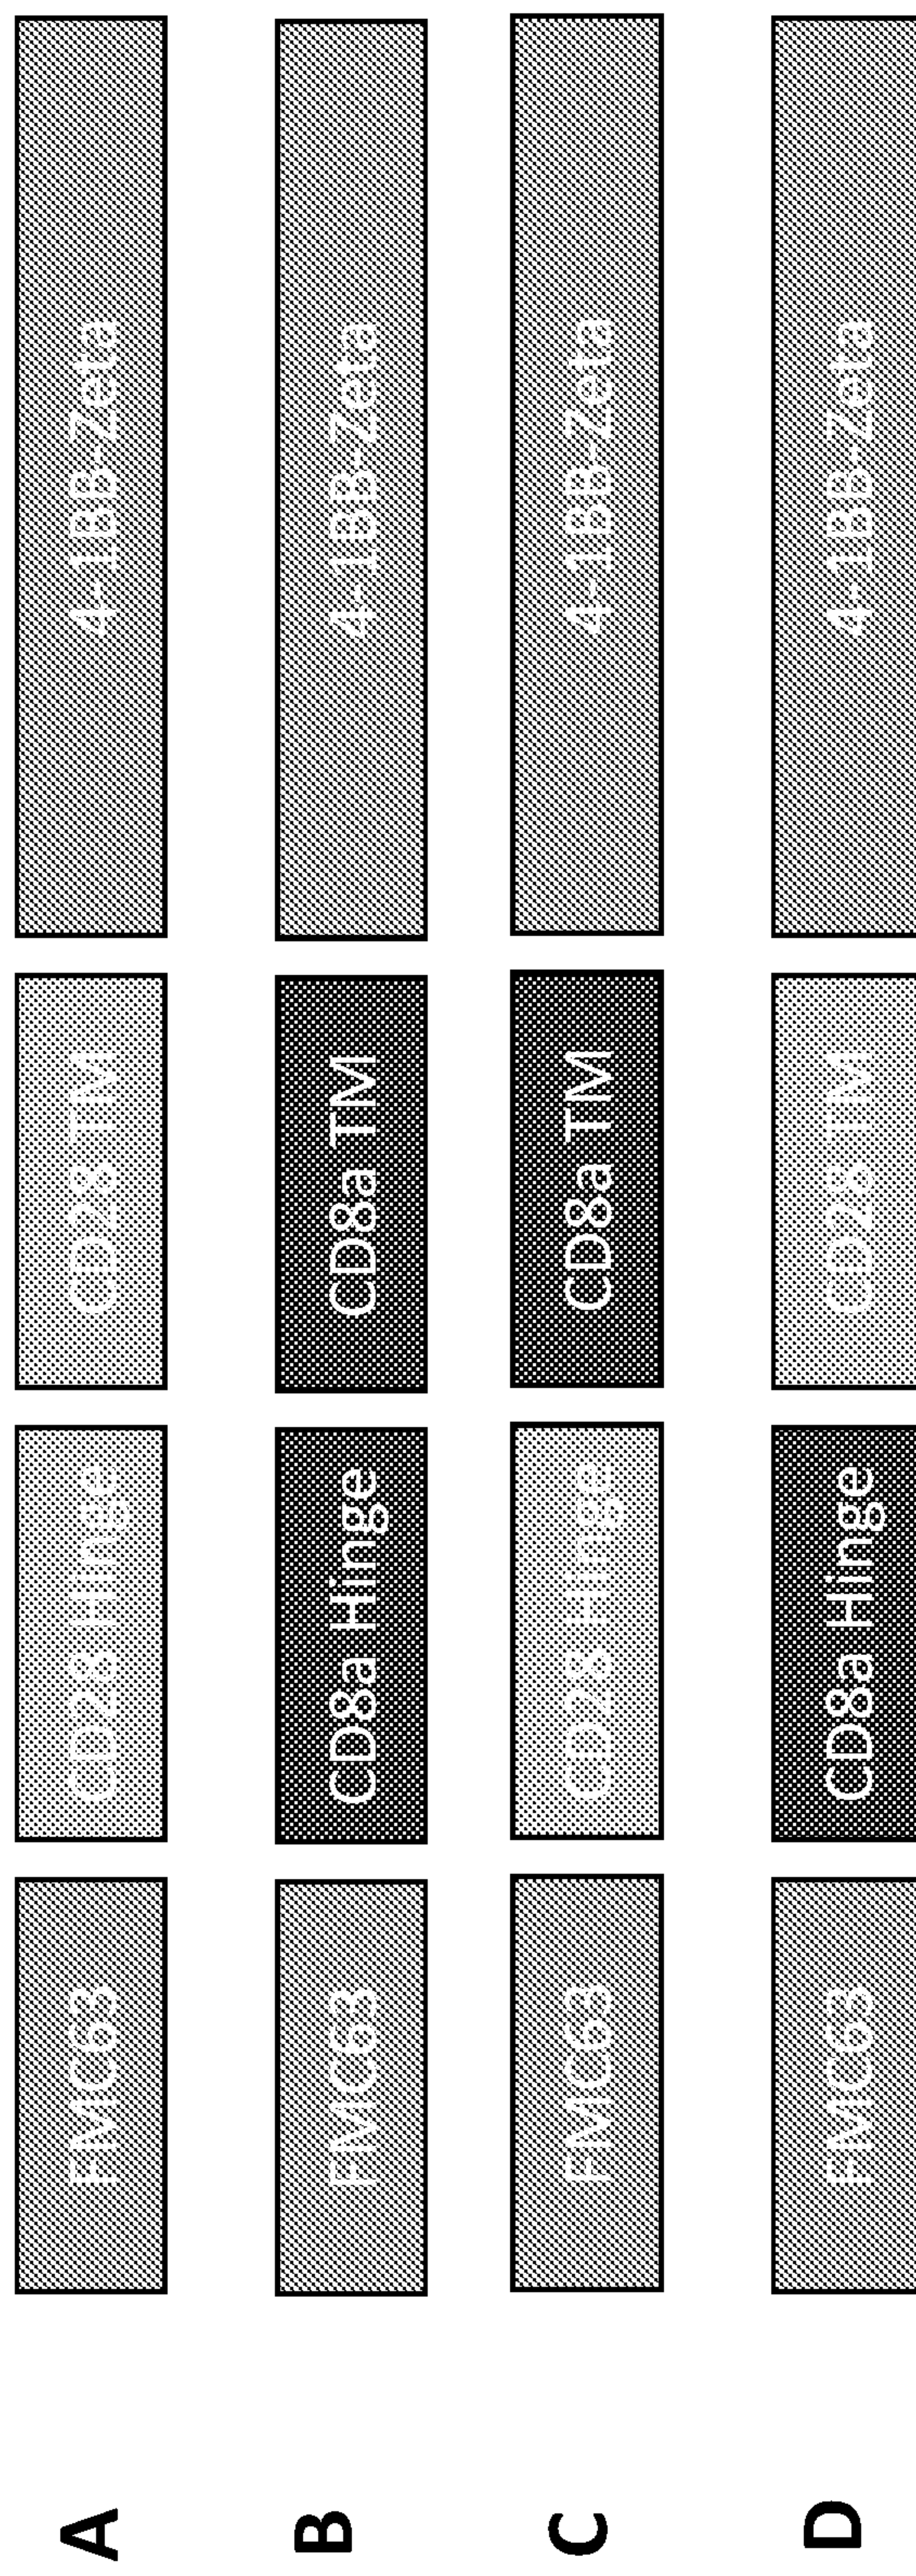 A FMC63 CD28 Hinge CD28 TM 4-1BB-Zeta
B FMC63 CD8a Hinge CD8a TM 4-1BB-Zeta
C FMC63 CD28 Hinge CD8a TM 4-1BB-Zeta
D FMC63 CD8a Hinge CD28 TM 4-1BB-Zeta